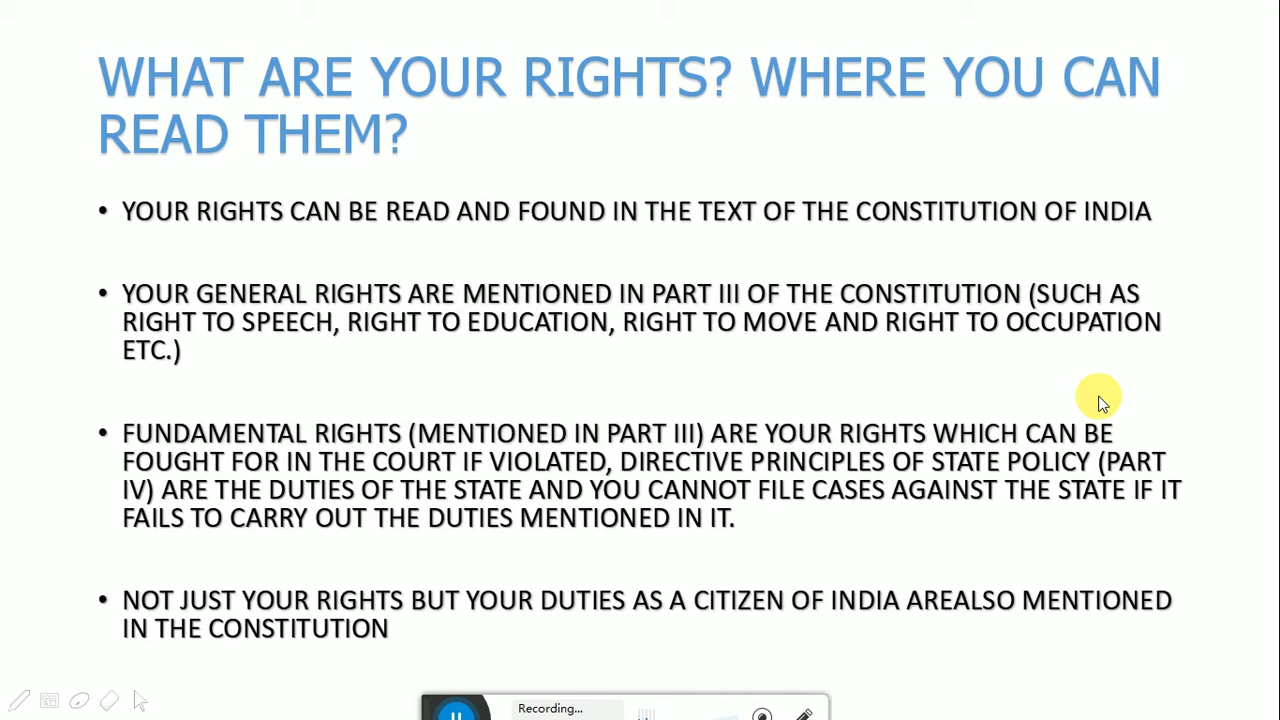 WHAT ARE YOUR RIGHTS? WHERE YOU CAN
READ THEM?
• YOUR RIGHTS CAN BE READ AND FOUND IN THE TEXT OF THE CONSTITUTION OF INDIA
• YOUR GENERAL RIGHTS ARE MENTIONED IN PART III OF THE CONSTITUTION (SUCH AS
RIGHT TO SPEECH, RIGHT TO EDUCATION, RIGHT TO MOVE AND RIGHT TO OCCUPATION
ETC.)
• FUNDAMENTAL RIGHTS (MENTIONED IN PART III) ARE YOUR RIGHTS WHICH CAN BE
FOUGHT FOR IN THE COURT IF VIOLATED, DIRECTIVE PRINCIPLES OF STATE POLICY (PART
IV) ARE THE DUTIES OF THE STATE AND YOU CANNOT FILE CASES AGAINST THE STATE IF IT
FAILS TO CARRY OUT THE DUTIES MENTIONED IN IT.
• NOT JUST YOUR RIGHTS BUT YOUR DUTIES AS A CITIZEN OF INDIA AREALSO MENTIONED
IN THE CONSTITUTION
Recording...